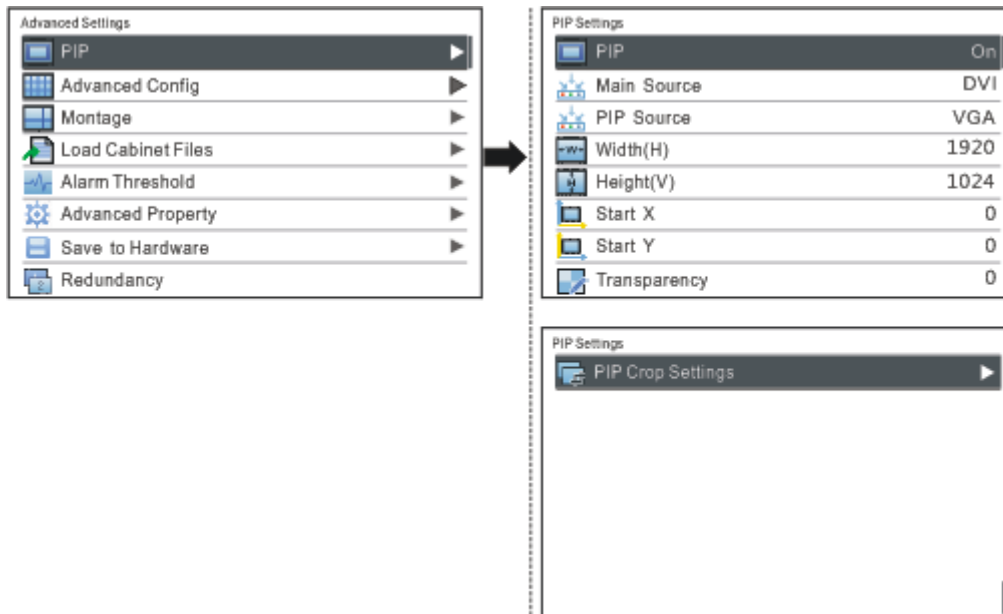 Advanced Settings
PIP
Advanced Config
Montage
Load Cabinet Files
Alarm Threshold
Advanced Property
Save to Hardware
Redundancy
PIP Settings
PIP On
Main Source DVI
PIP Source VGA
Width(H) 1920
Height(V) 1024
Start X 0
Start Y 0
Transparency 0
PIP Settings
PIP Crop Settings